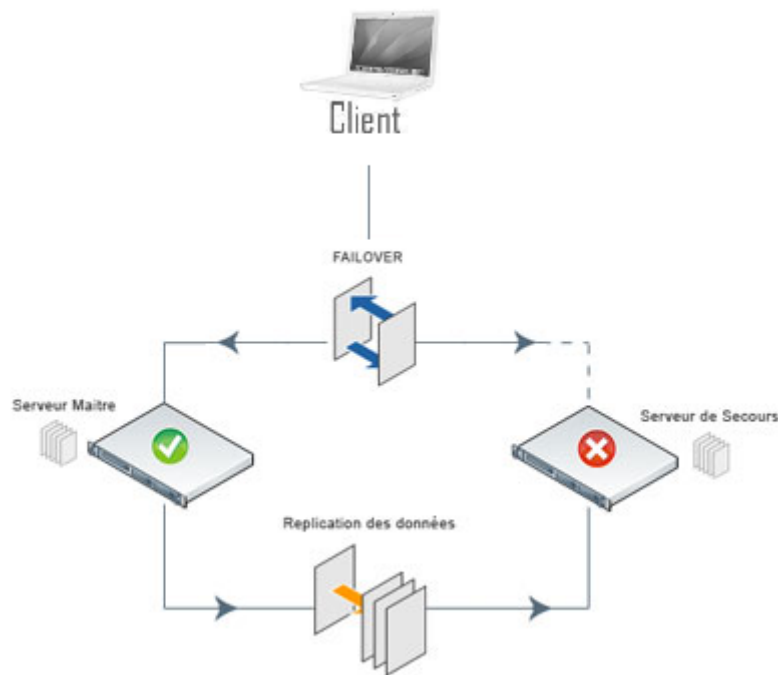 Client
FAILOVER
Serveur Maitre
Serveur de Secours
Replication des données